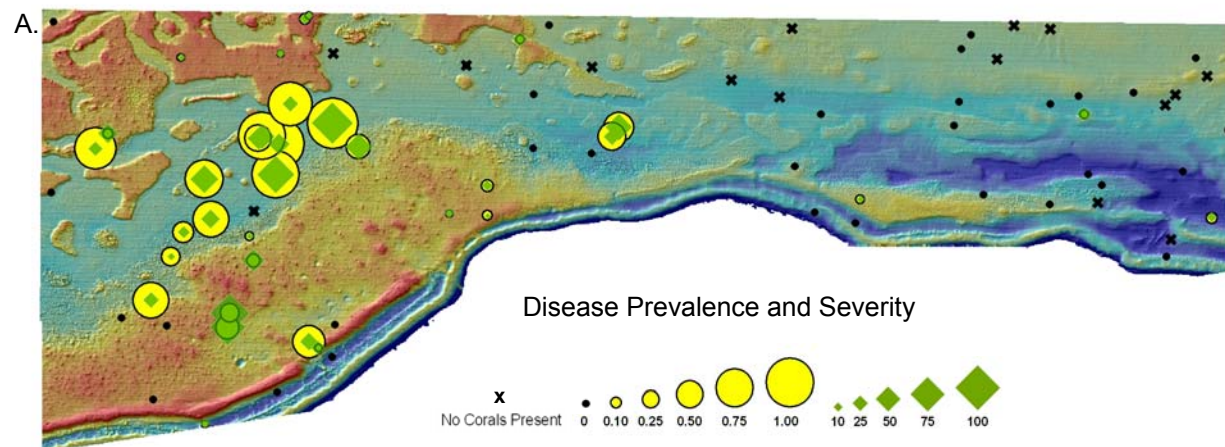 A.
Disease Prevalence and Severity
x
No Corals Present 0 0.10 0.25 0.50 0.75 1.00 10 25 50 75 100